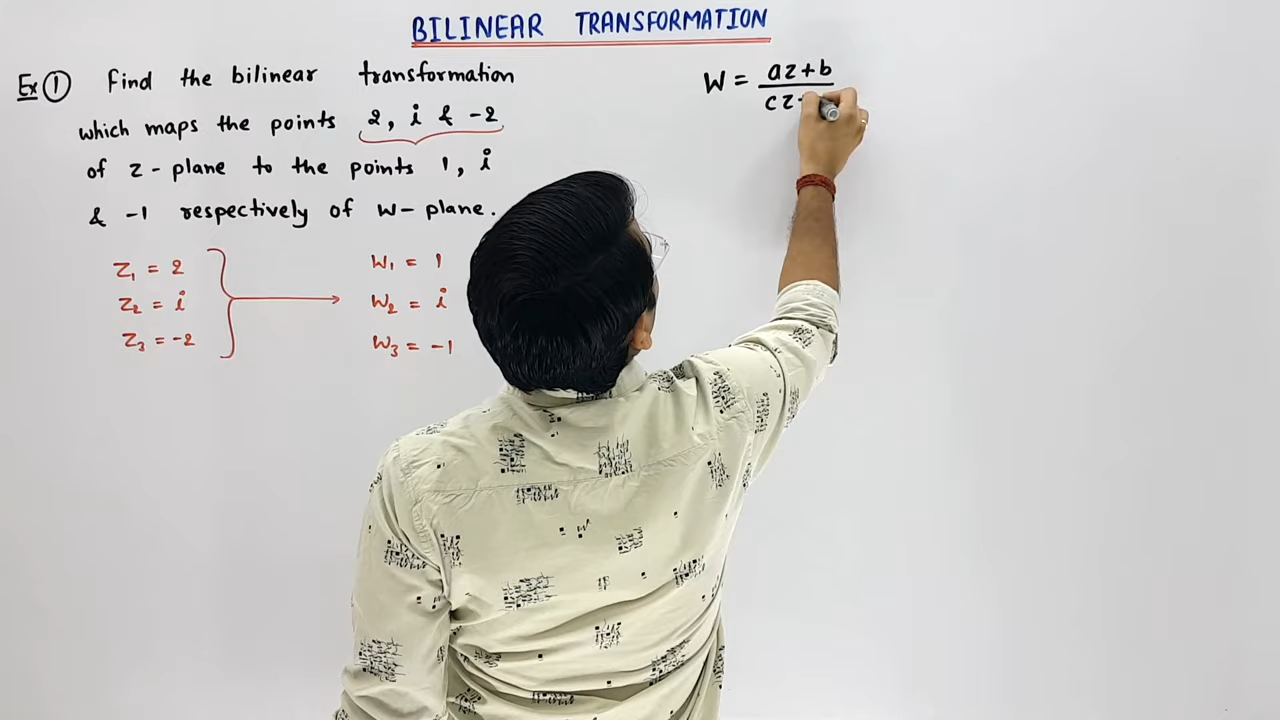 BILINEAR TRANSFORMATION
Ex ① Find the bilinear transformation
which maps the points 2, i & -2
of z-plane to the points 1, i
& -1 respectively of w-plane.
z₁ = 2
z₂ = i
z₃ = -2
w₁ = 1
w₂ = i
w₃ = -1
W = az+b
cz